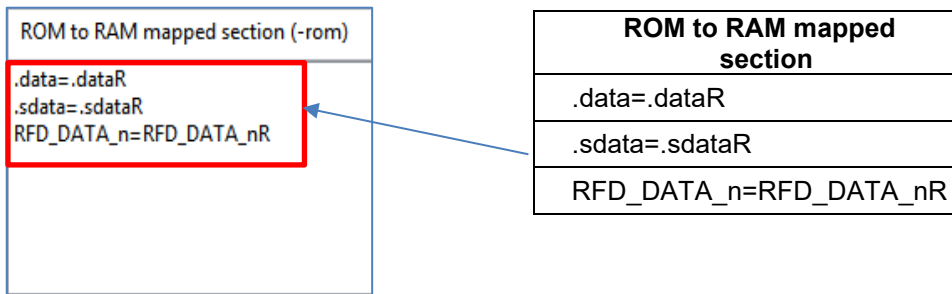 ROM to RAM mapped section (-rom)
.data=.dataR
.sdata=.sdataR
RFD_DATA_n=RFD_DATA_nR
ROM to RAM mapped
section
.data=.dataR
.sdata=.sdataR
RFD_DATA_n=RFD_DATA_nR